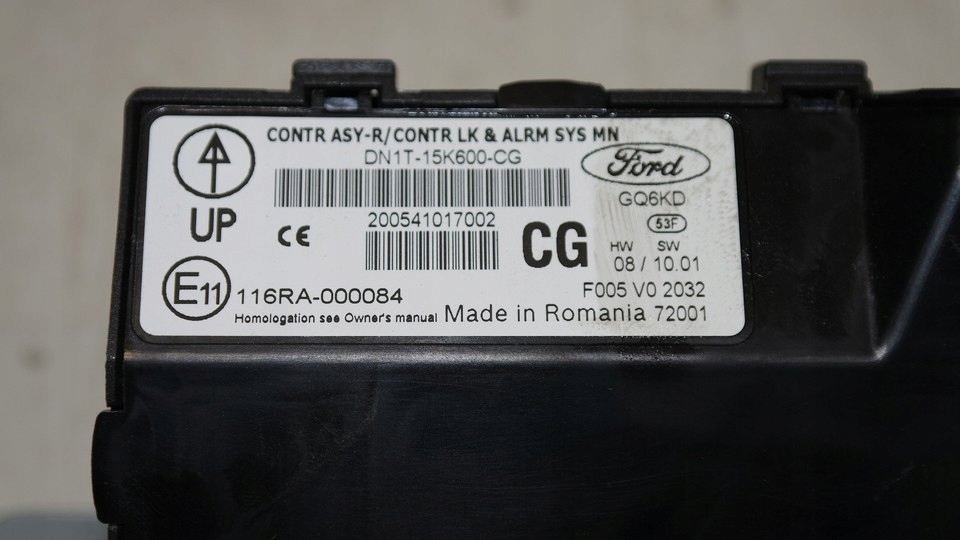 CONTR ASY-R/CONTR LK & ALRM SYS MN
DN1T-15K600-CG
Ford
GQ6KD
UP
CE
200541017002
CG
53F
HW SW
08 / 10.01
E11
116RA-000084
F005 V0 2032
Homologation see Owner's manual
Made in Romania 72001